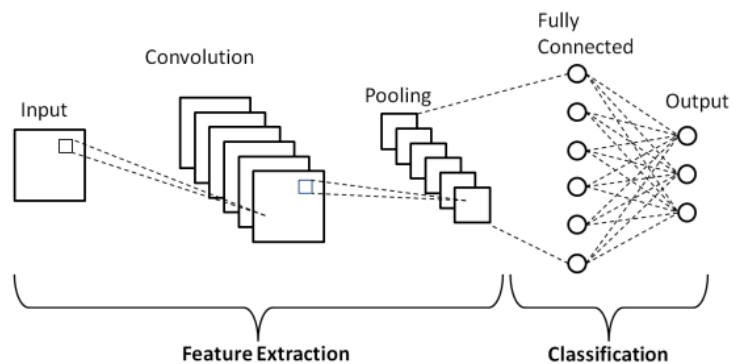 Input
Convolution
Pooling
Fully
Connected
Output
Feature Extraction
Classification